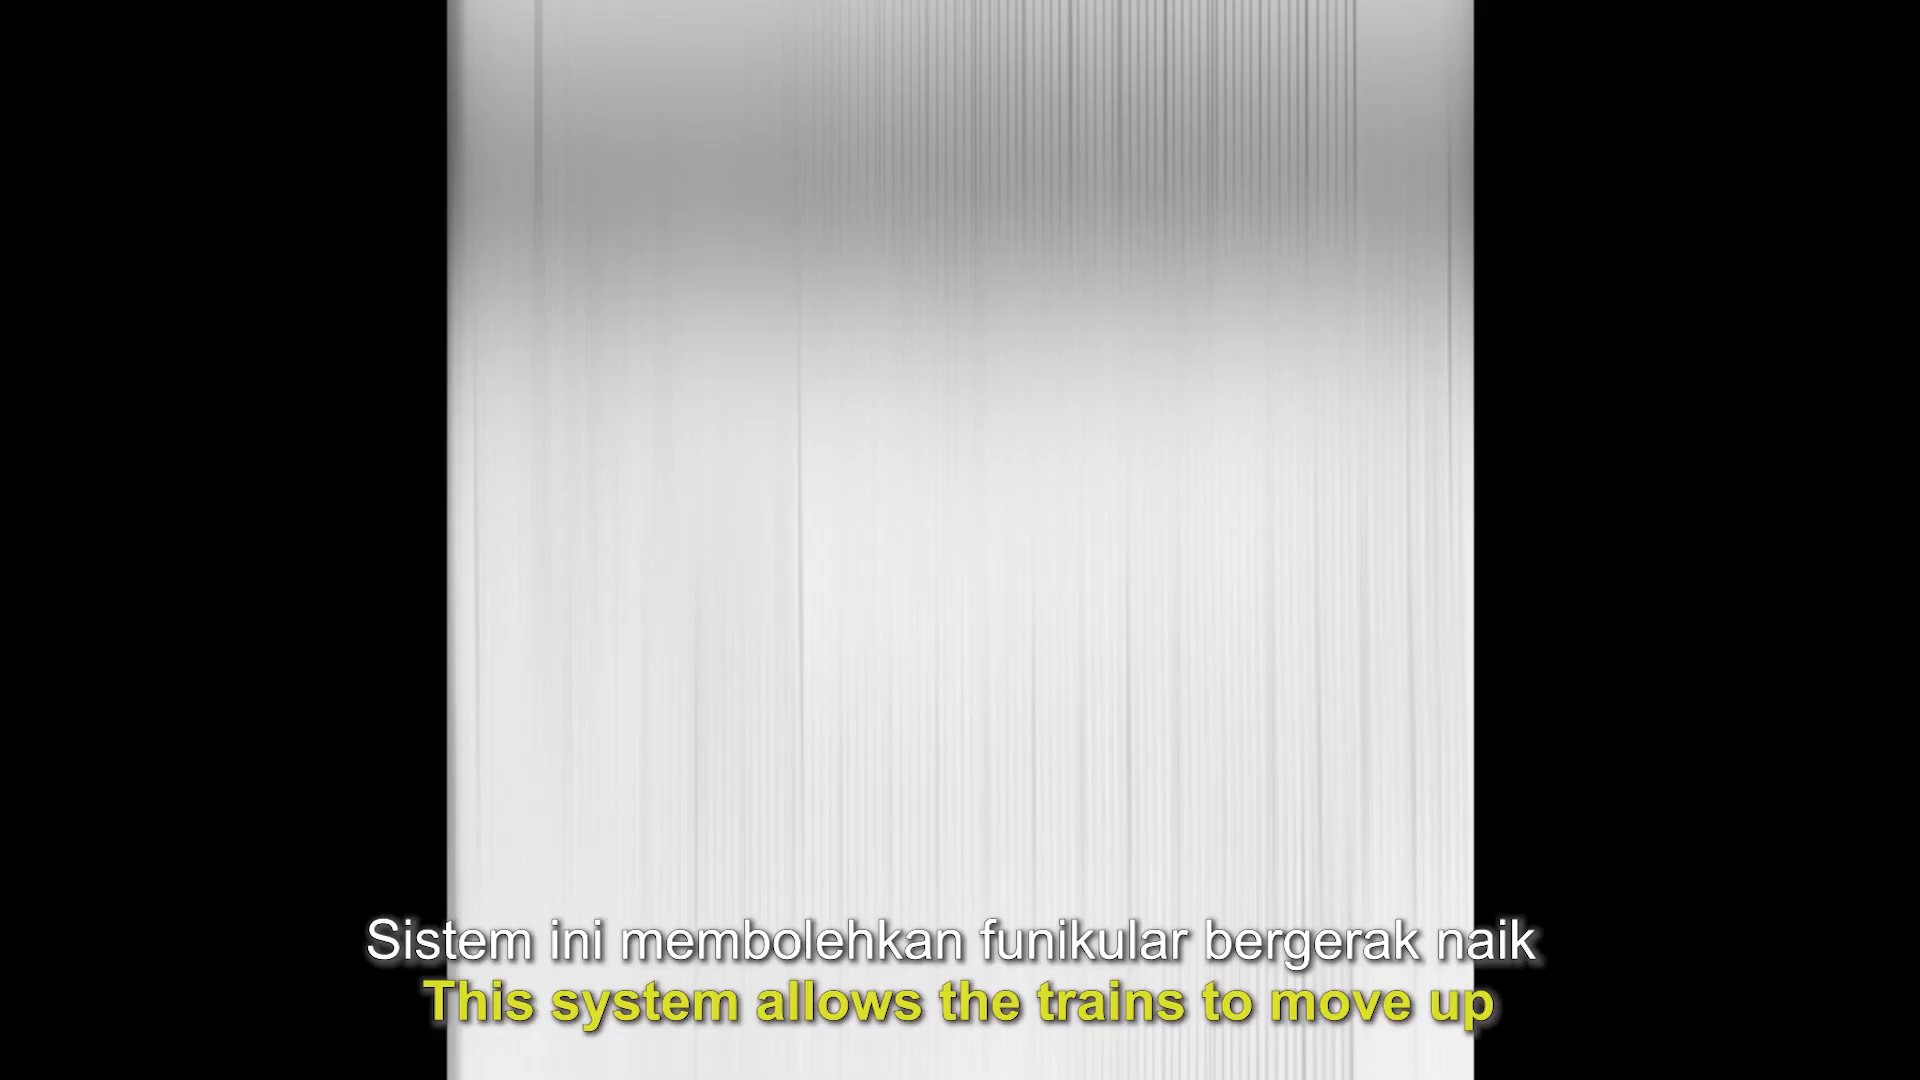 Sistem ini membolehkan funikular bergerak naik
This system allows the trains to move up